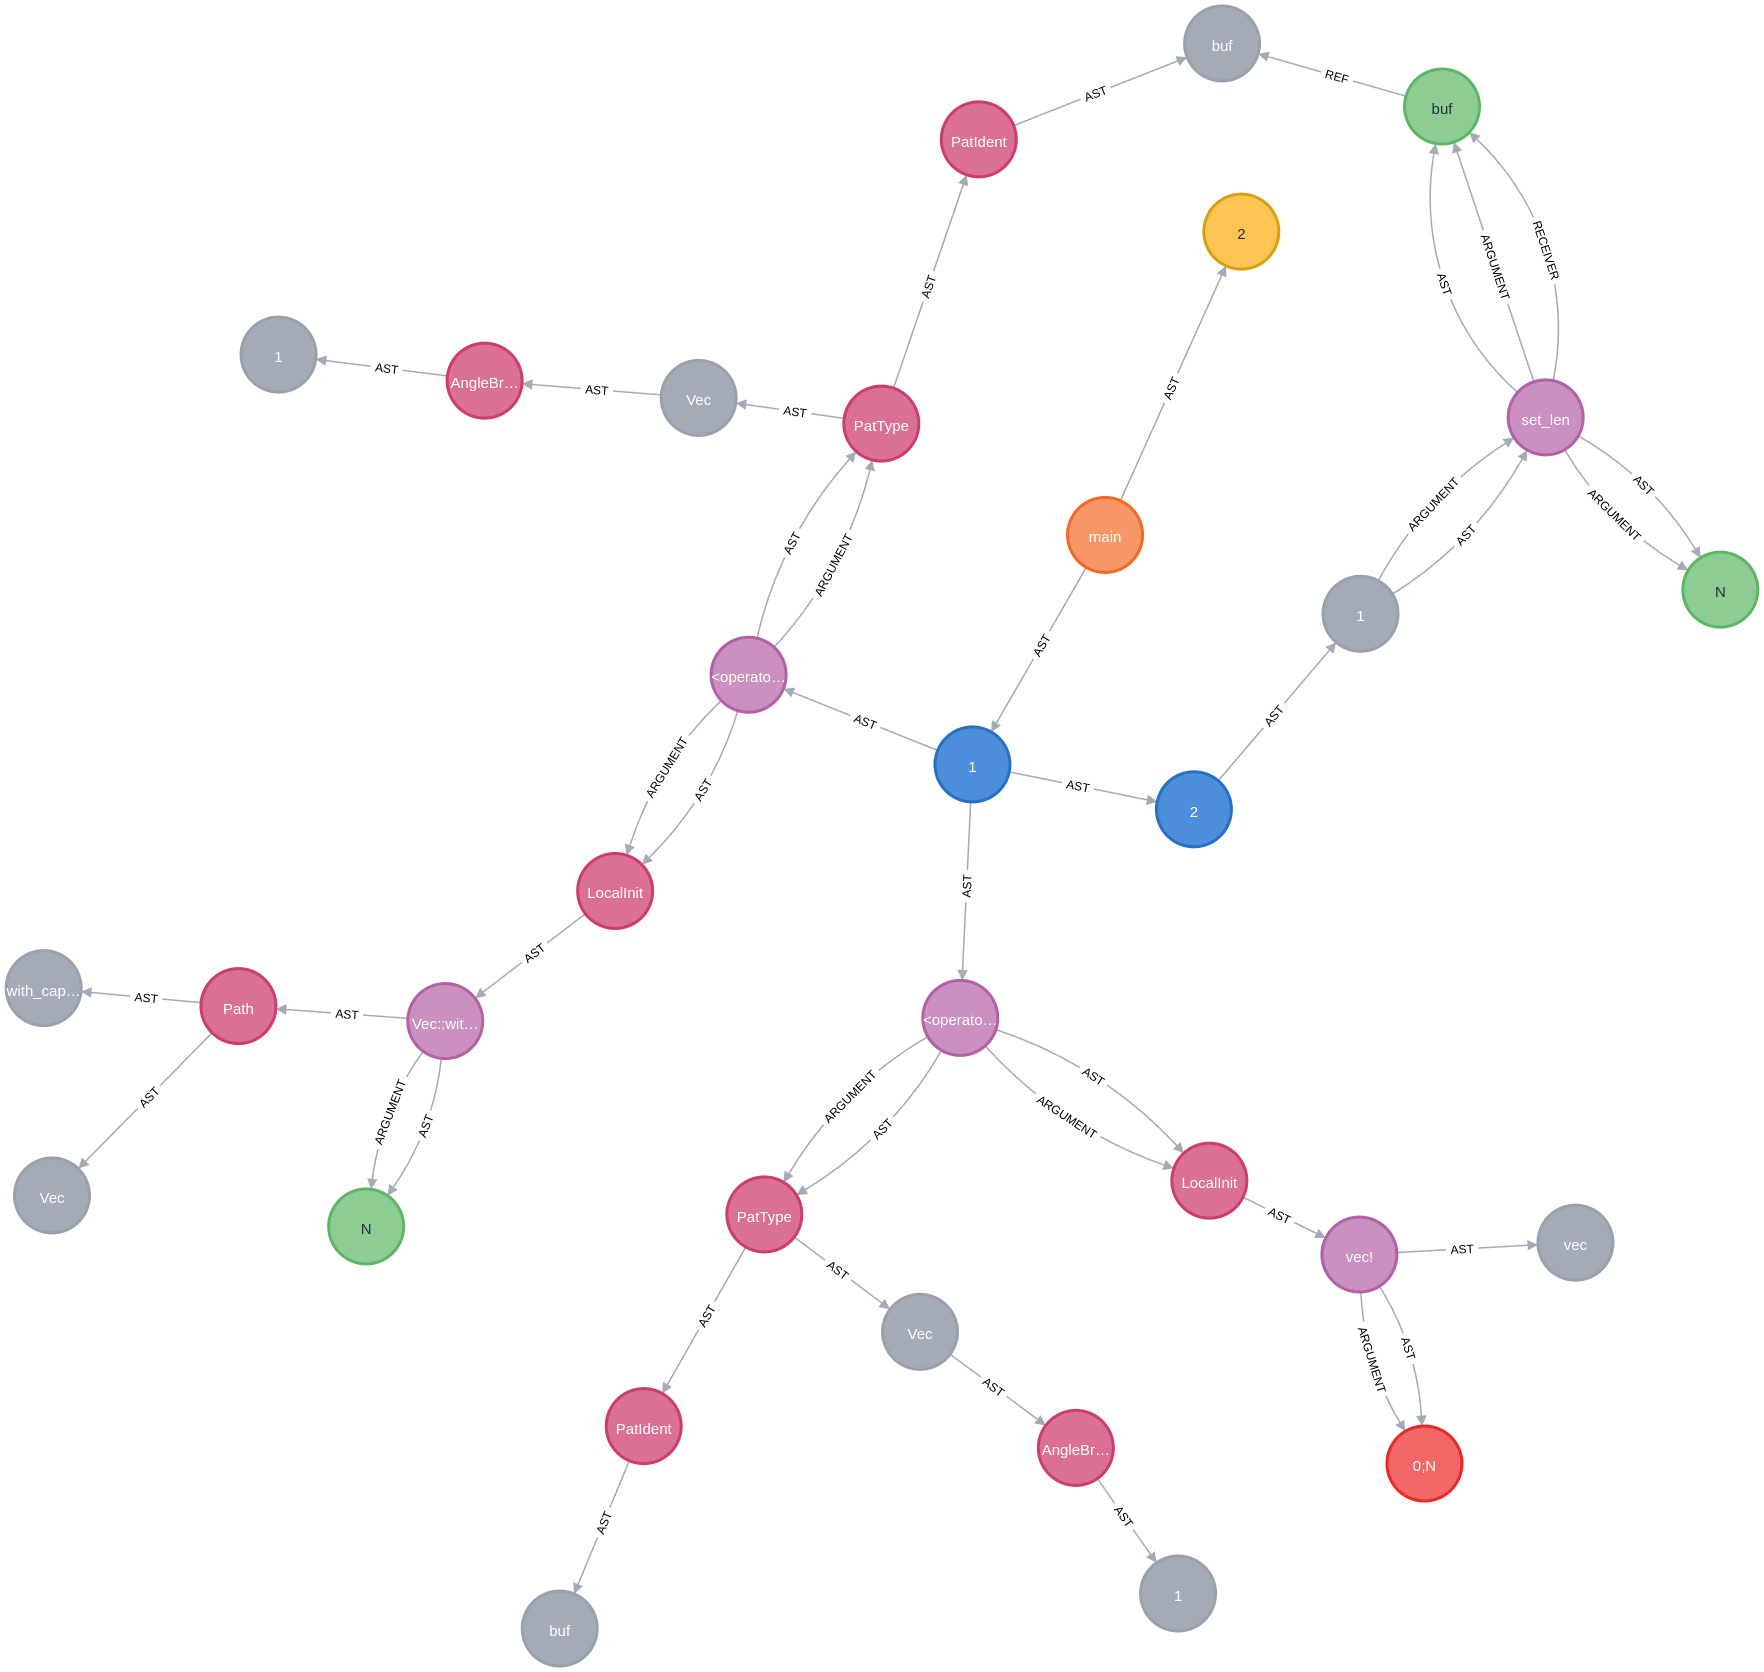 buf
REF
buf
AST
PatIdent
2
AST
ARGUMENT
RECEIVER
AST
1
AST
AngleBr...
AST
Vec
AST
PatType
AST
set_len
ARGUMENT
AST
AST
ARGUMENT
main
AST
ARGUMENT
N
1
AST
<operato...
AST
1
AST
2
AST
ARGUMENT
AST
LocalInit
AST
AST
with_cap...
AST
Path
AST
Vec::wit...
<operato...
AST
ARGUMENT
AST
ARGUMENT
AST
AST
ARGUMENT
Vec
N
PatType
LocalInit
AST
vec!
AST
vec
AST
AST
Vec
ARGUMENT
AST
AST
PatIdent
AngleBr...
0;N
AST
AST
buf
1